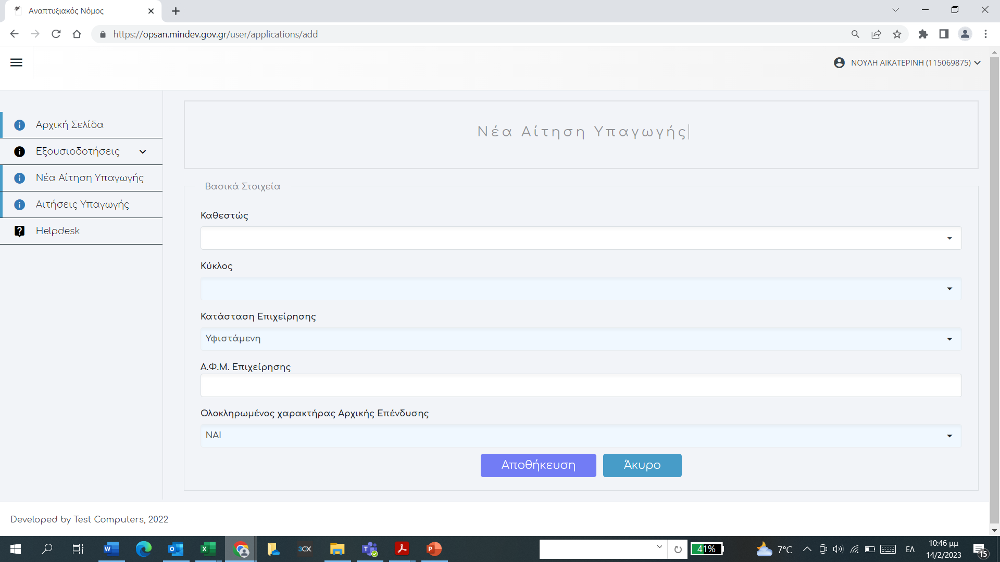 Αναπτυξιακός Νόμος
https://opsan.mindev.gov.gr/user/applications/add
ΝΟΥΛΗ ΑΙΚΑΤΕΡΙΝΗ (115069875)
Αρχική Σελίδα
Εξουσιοδοτήσεις
Νέα Αίτηση Υπαγωγής
Αιτήσεις Υπαγωγής
Helpdesk
Νέα Αίτηση Υπαγωγής
Βασικά Στοιχεία
Καθεστώς
Κύκλος
Κατάσταση Επιχείρησης
Υφιστάμενη
Α.Φ.Μ. Επιχείρησης
Ολοκληρωμένος χαρακτήρας Αρχικής Επένδυσης
ΝΑΙ
Αποθήκευση
Άκυρο
Developed by Test Computers, 2022
3CX
41%
7°C
ΕΛ
10:46 μμ
14/2/2023
15